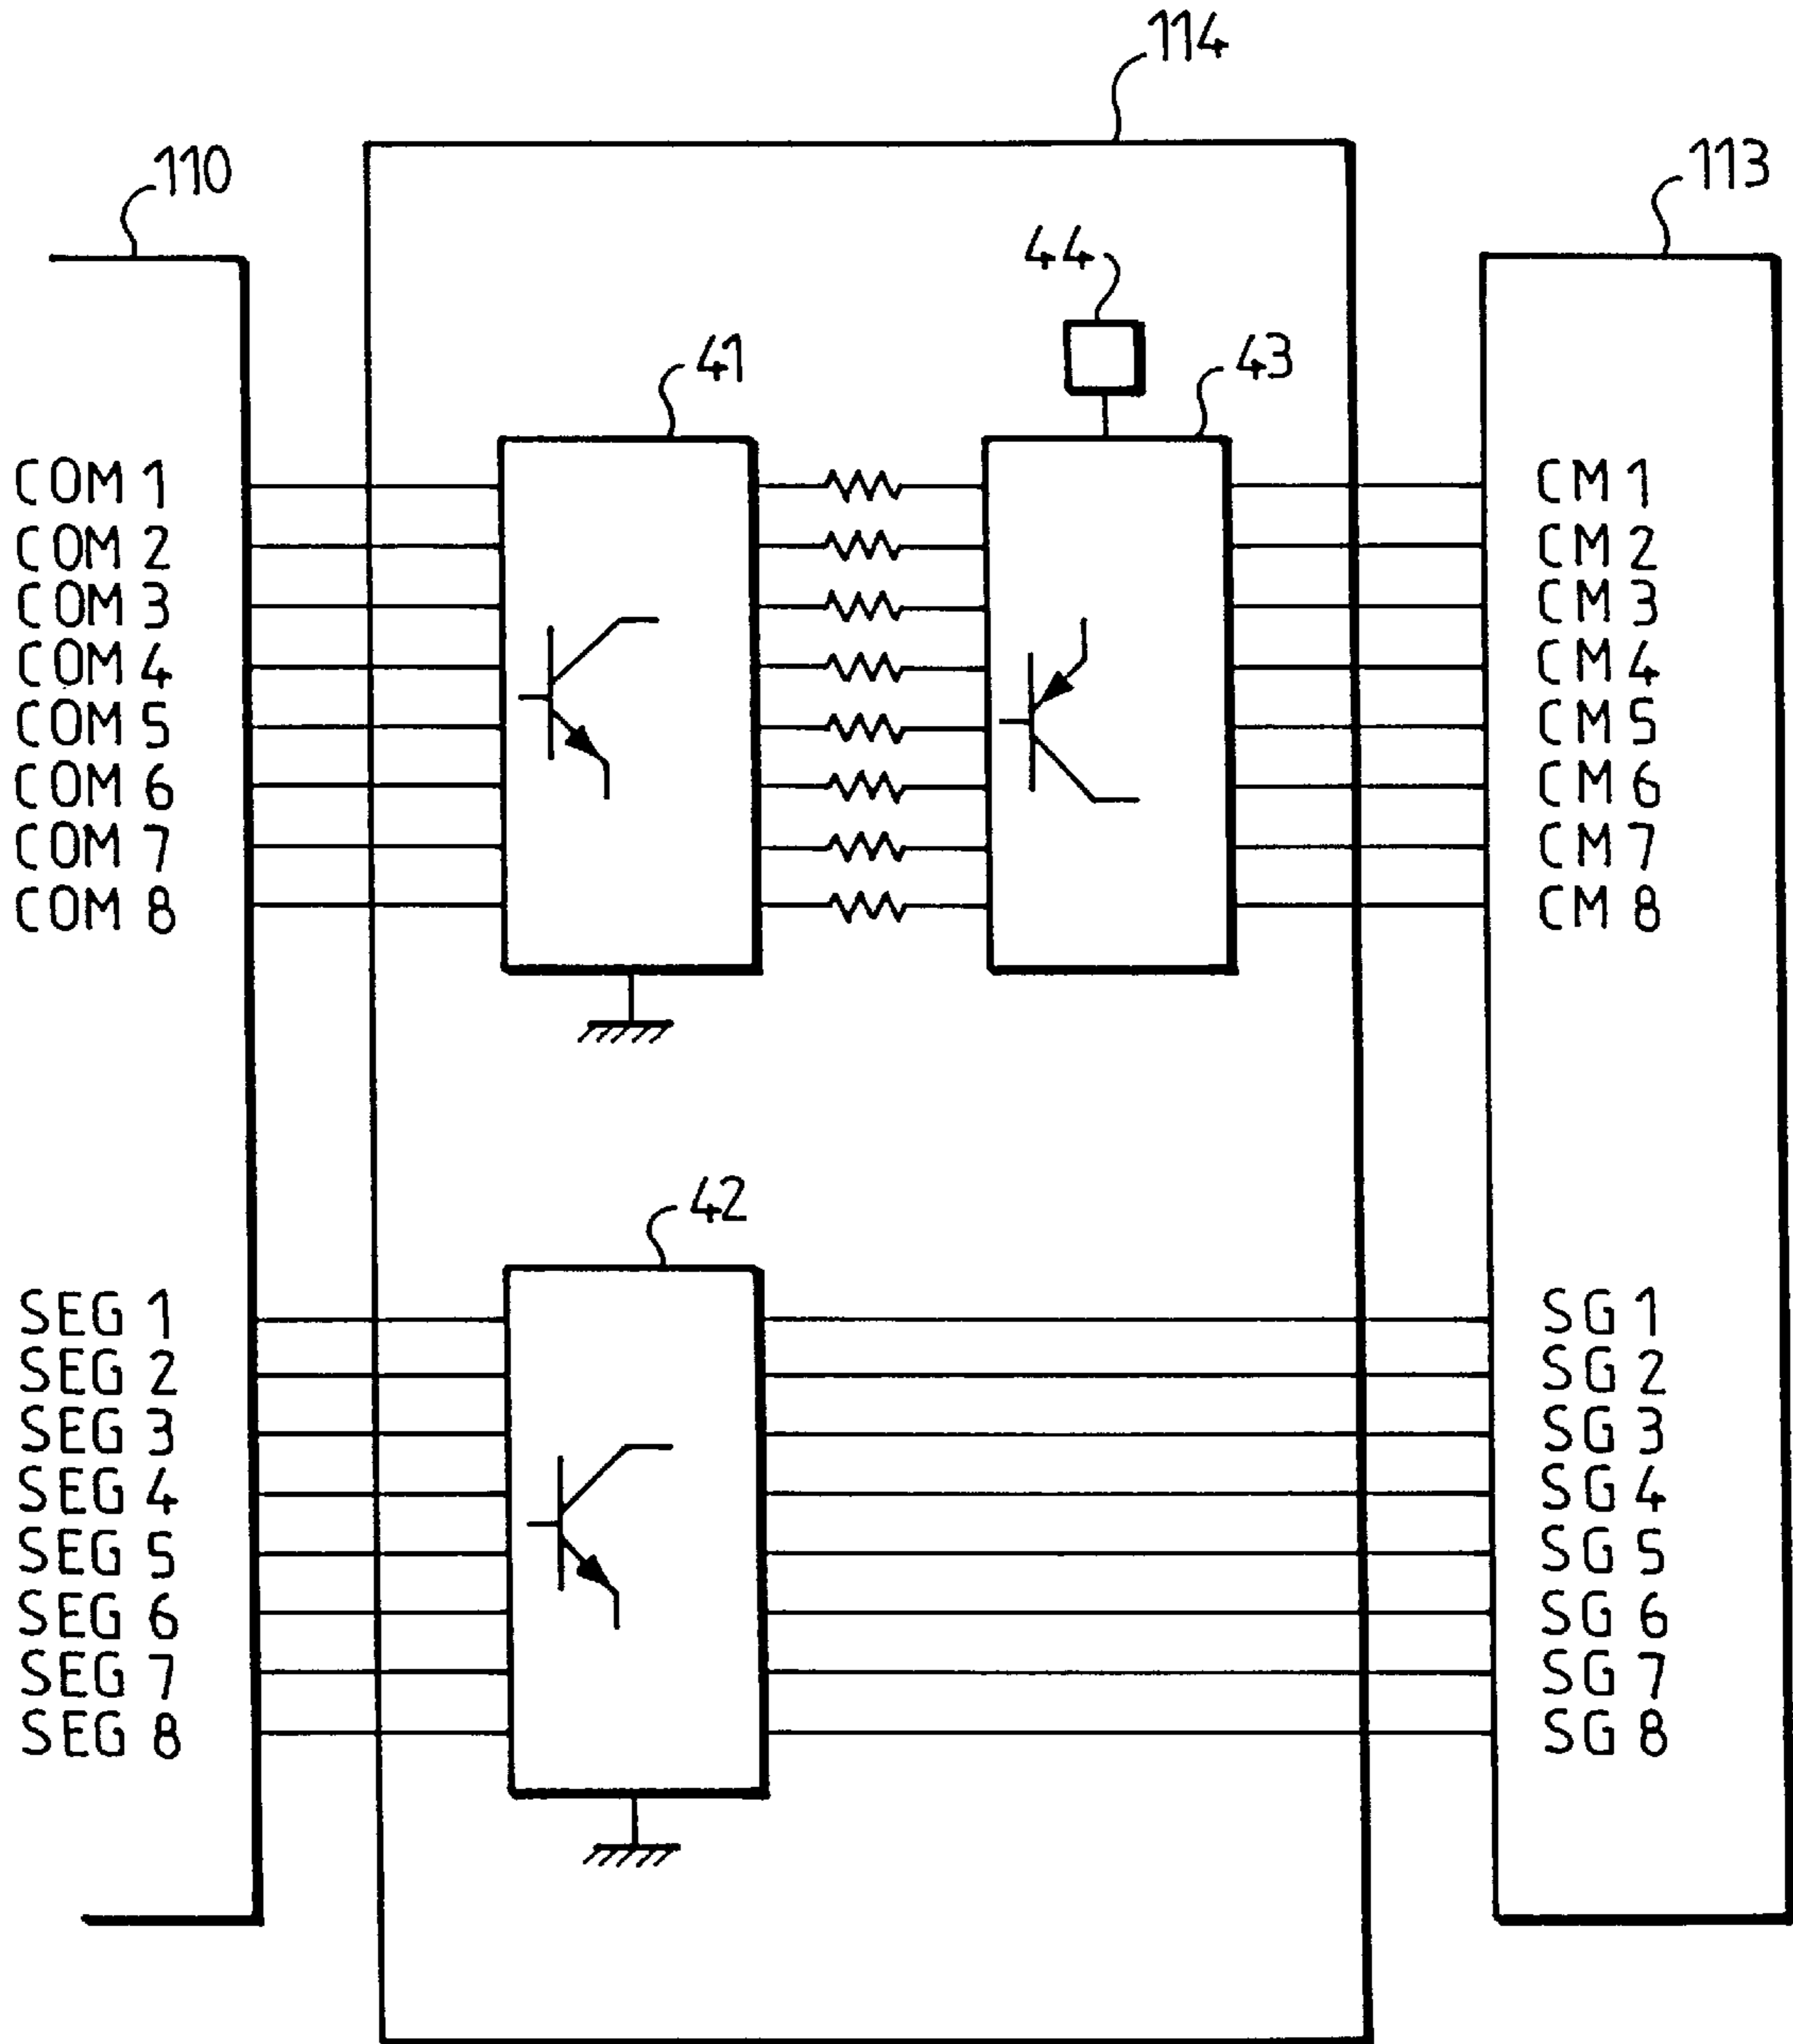 114
110
113
44
41
43
COM 1
CM 1
COM 2
CM 2
COM 3
CM 3
COM 4
CM 4
COM 5
CM 5
COM 6
CM 6
COM 7
CM 7
COM 8
CM 8
42
SEG 1
SG 1
SEG 2
SG 2
SEG 3
SG 3
SEG 4
SG 4
SEG 5
SG 5
SEG 6
SG 6
SEG 7
SG 7
SEG 8
SG 8